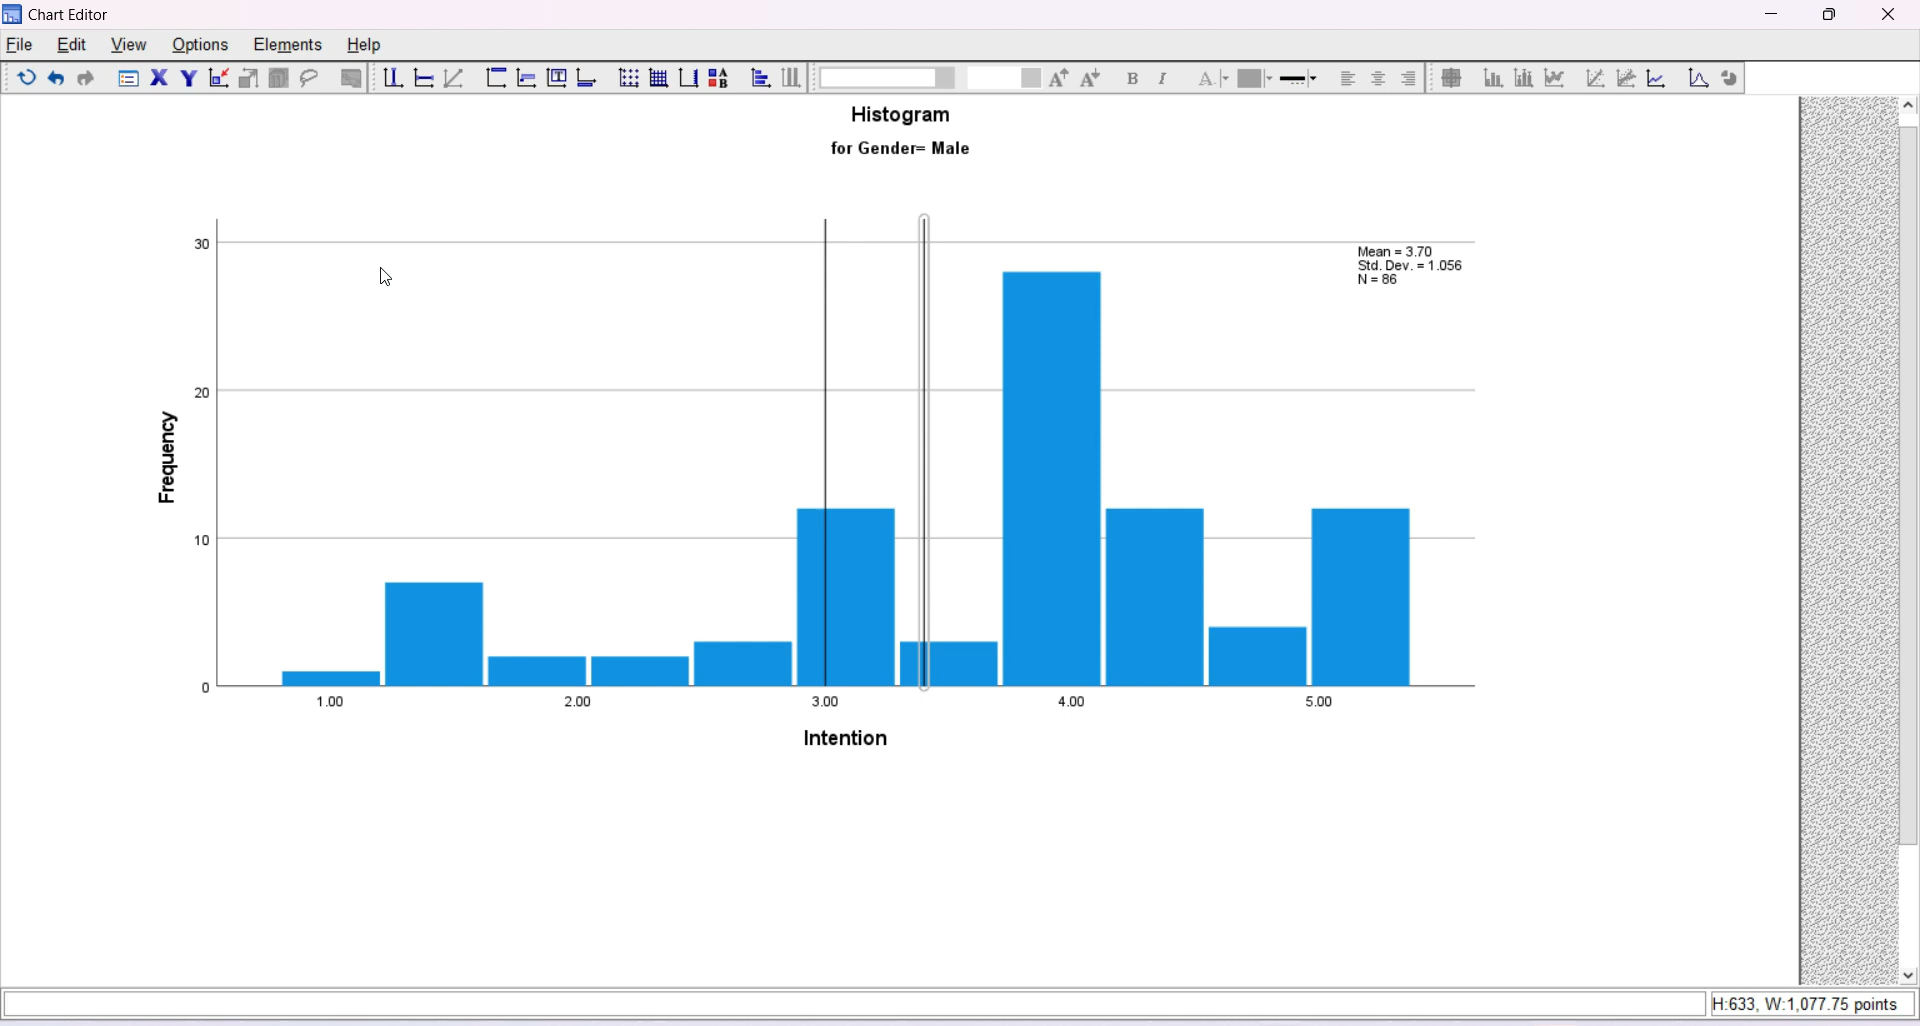 Chart Editor
File Edit View Options Elements Help
Histogram
for Gender= Male
Mean = 3.70
Std. Dev. = 1.056
N = 86
30
20
10
0
Frequency
1.00 2.00 3.00 4.00 5.00
Intention
H:633, W:1,077.75 points